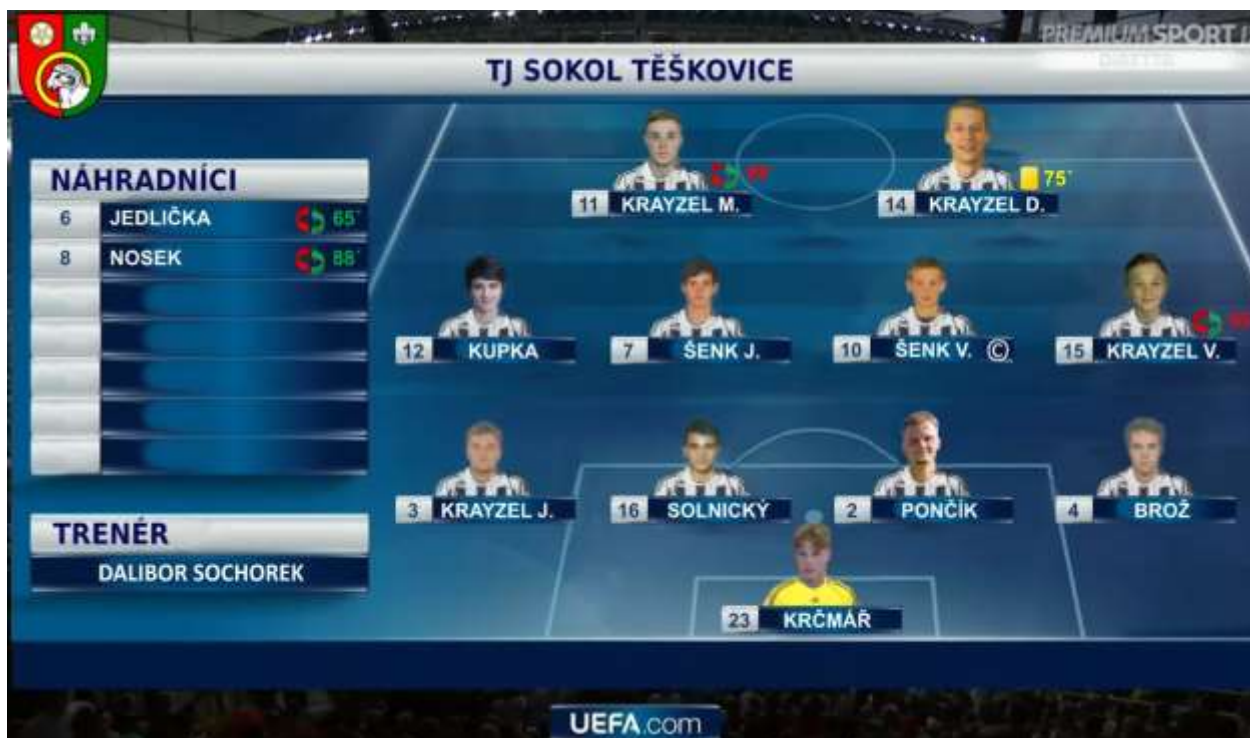 PREMIUM SPORT
TJ SOKOL TĚŠKOVICE
NÁHRADNÍCI
6 JEDLIČKA 65'
8 NOSEK 88'
11 KRAYZEL M.
14 KRAYZEL D. 75'
12 KUPKA
7 ŠENK J.
10 ŠENK V. ©
15 KRAYZEL V.
3 KRAYZEL J.
16 SOLNICKÝ
2 PONČÍK
4 BROŽ
23 KRČMÁŘ
TRENÉR
DALIBOR SOCHOREK
UEFA.com